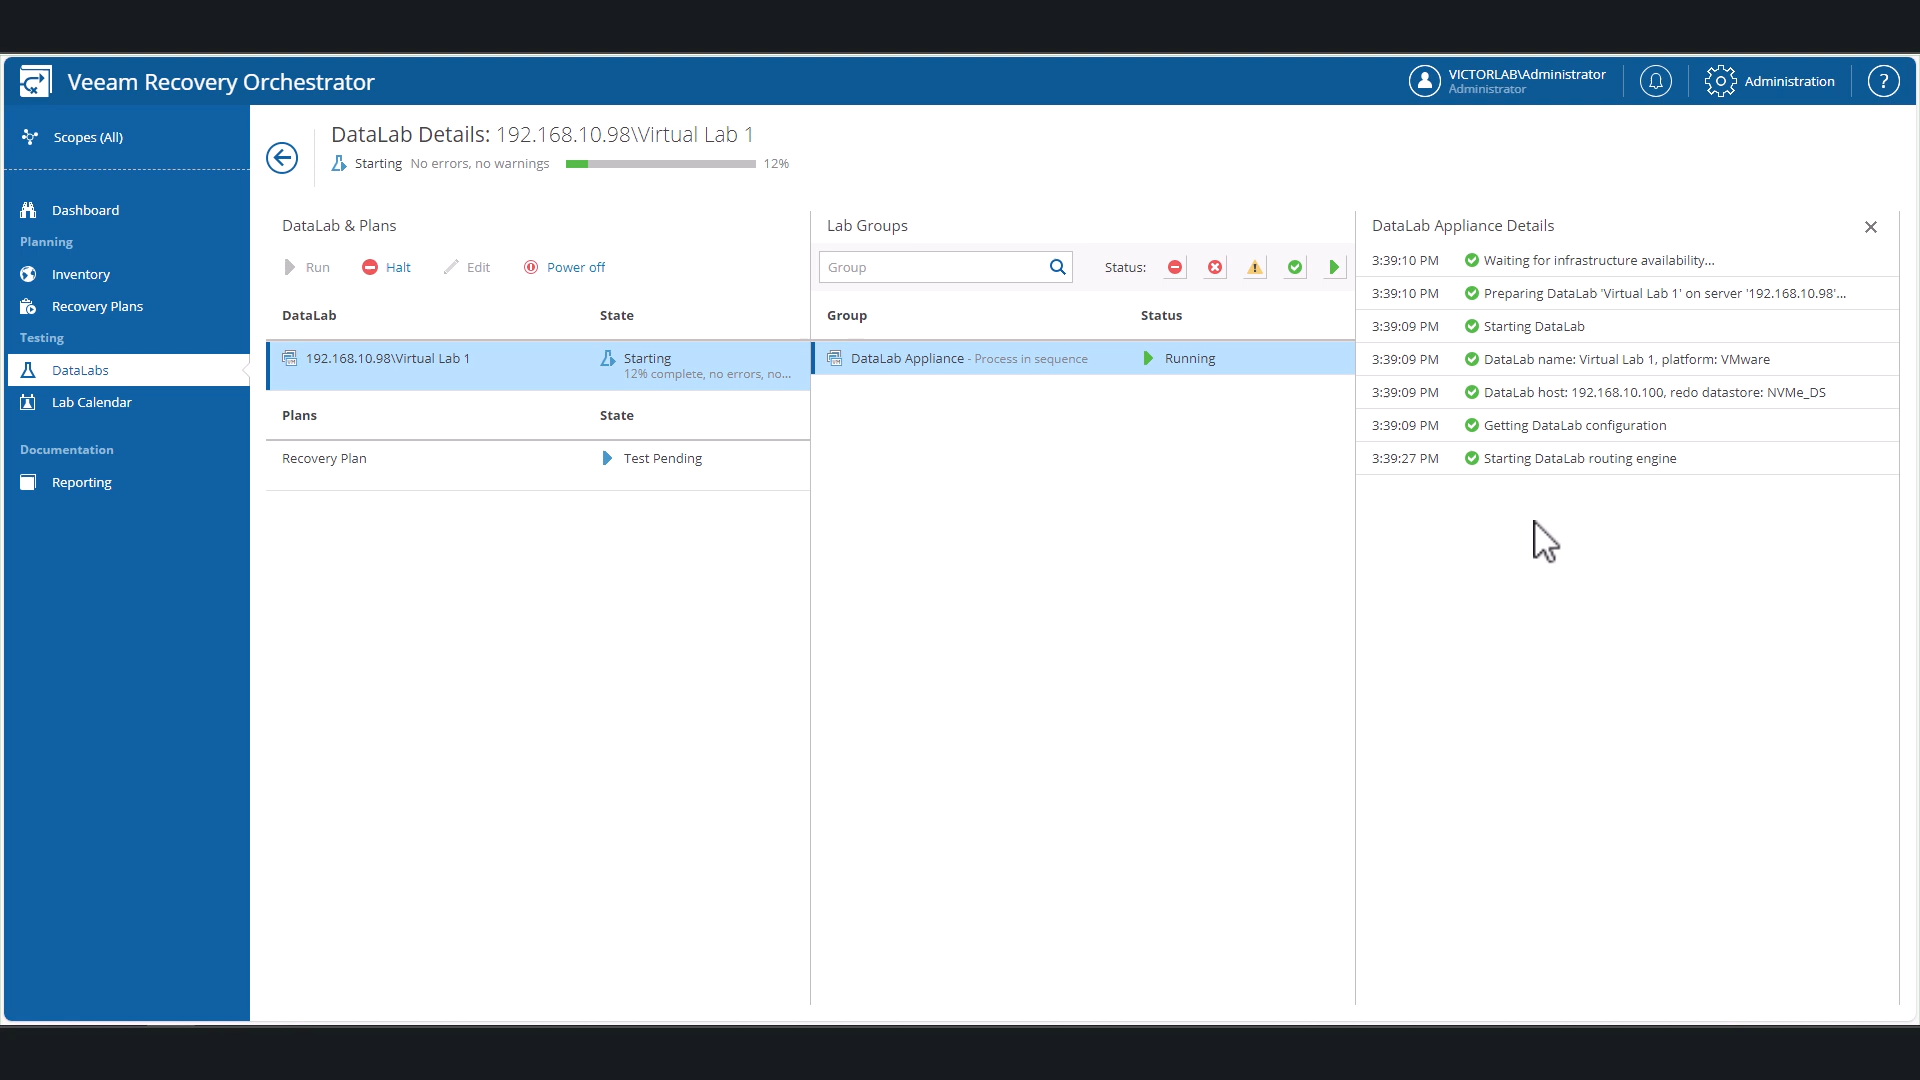 Veeam Recovery Orchestrator
VICTORLAB\Administrator
Administrator
Administration
?
Scopes (All)
Dashboard
Planning
Inventory
Recovery Plans
Testing
DataLabs
Lab Calendar
Documentation
Reporting
DataLab Details: 192.168.10.98\Virtual Lab 1
Starting No errors, no warnings 12%
DataLab & Plans
Run Halt Edit Power off
DataLab State
192.168.10.98\Virtual Lab 1 Starting
12% complete, no errors, no...
Plans State
Recovery Plan Test Pending
Lab Groups
Group Status:
Group Status
DataLab Appliance - Process in sequence Running
DataLab Appliance Details
3:39:10 PM Waiting for infrastructure availability...
3:39:10 PM Preparing DataLab 'Virtual Lab 1' on server '192.168.10.98'...
3:39:09 PM Starting DataLab
3:39:09 PM DataLab name: Virtual Lab 1, platform: VMware
3:39:09 PM DataLab host: 192.168.10.100, redo datastore: NVMe_DS
3:39:09 PM Getting DataLab configuration
3:39:27 PM Starting DataLab routing engine